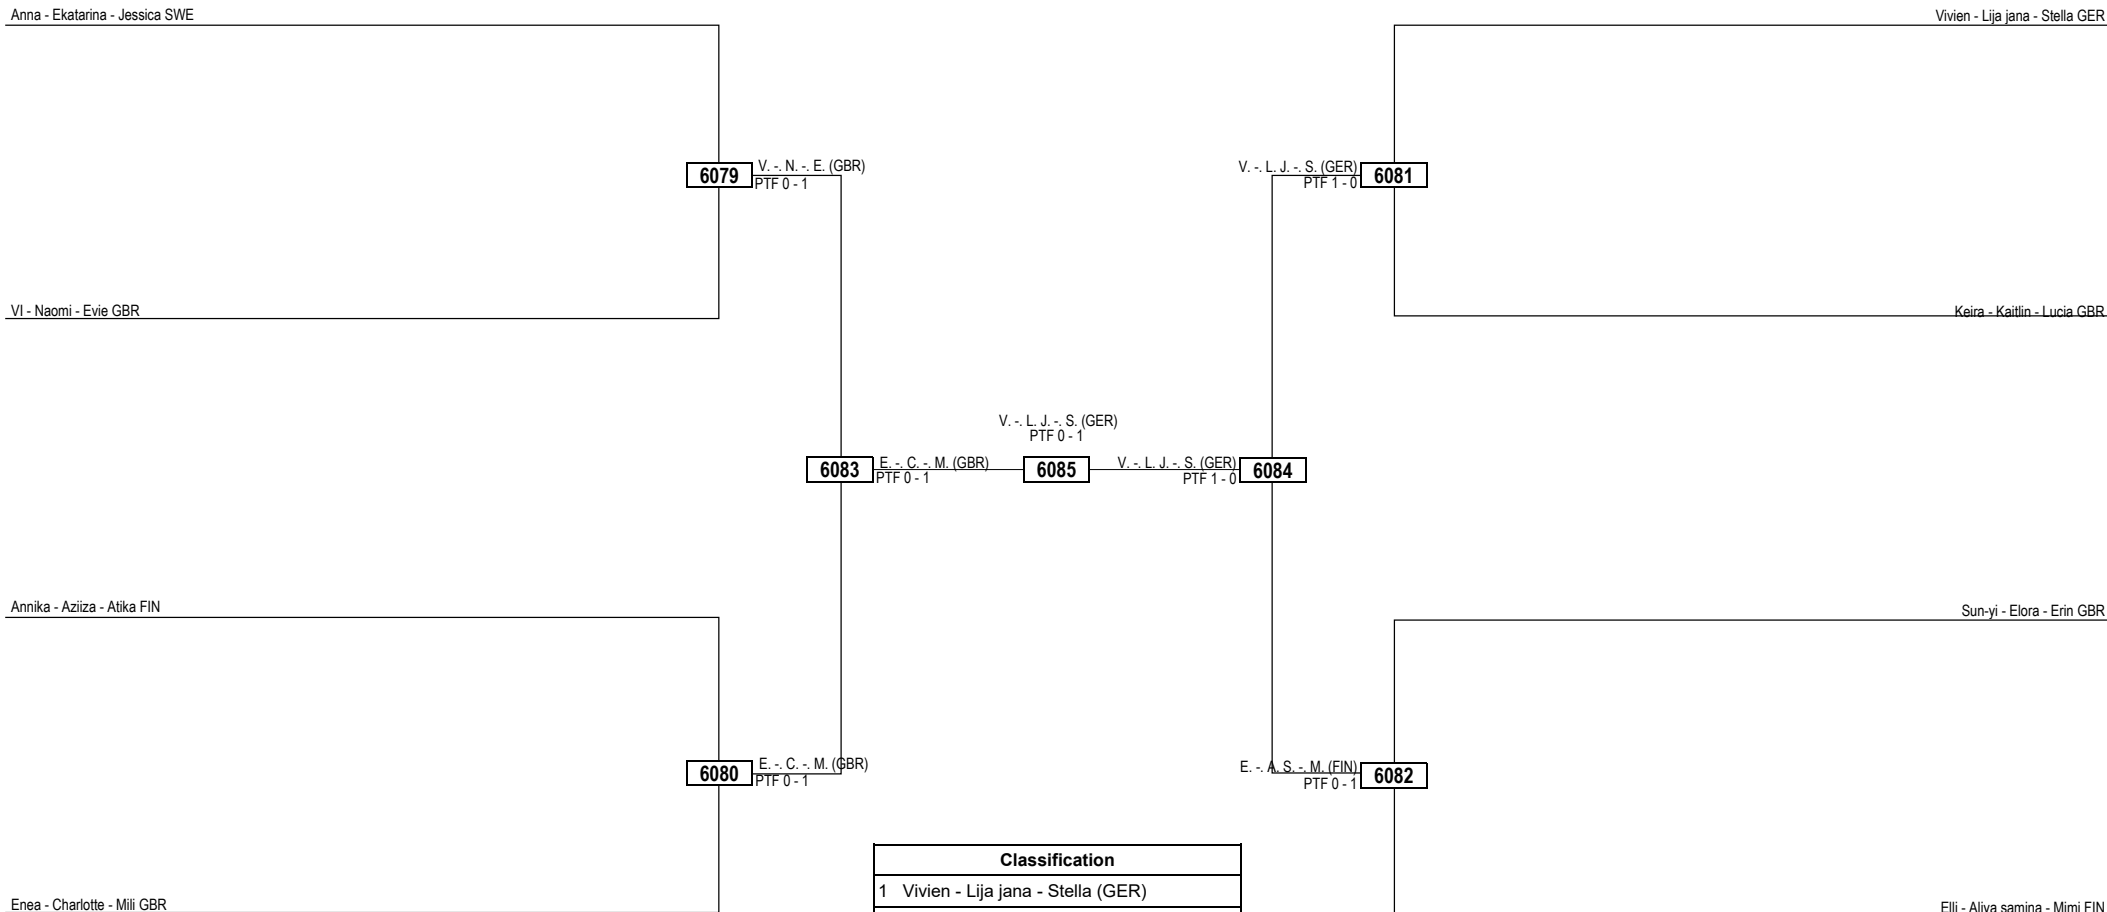 Anna - Ekatarina - Jessica SWE
Vivien - Lija jana - Stella GER
6079
V. -. N. -. E. (GBR)
PTF 0 - 1
V. -. L. J. -. S. (GER)
PTF 1 - 0
6081
VI - Naomi - Evie GBR
Keira - Kaitlin - Lucia GBR
V. -. L. J. -. S. (GER)
PTF 0 - 1
6083
E. -. C. -. M. (GBR)
PTF 0 - 1
6085
V. -. L. J. -. S. (GER)
PTF 1 - 0
6084
Annika - Aziiza - Atika FIN
Sun-yi - Elora - Erin GBR
6080
E. -. C. -. M. (GBR)
PTF 0 - 1
E. -. A. S. -. M. (FIN)
PTF 0 - 1
6082
Classification
1 Vivien - Lija jana - Stella (GER)
Enea - Charlotte - Mili GBR
Elli - Aliya samina - Mimi FIN